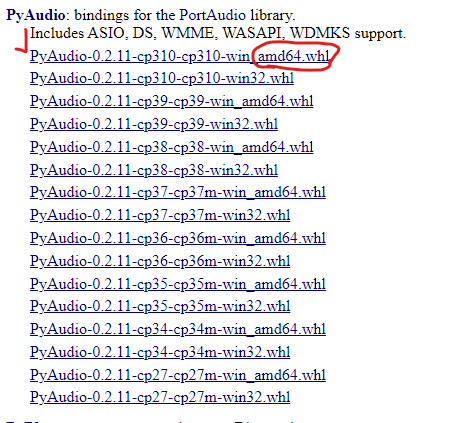 PyAudio: bindings for the PortAudio library.
Includes ASIO, DS, WMME, WASAPI, WDMKS support.
PyAudio-0.2.11-cp310-cp310-win_amd64.whl
PyAudio-0.2.11-cp310-cp310-win32.whl
PyAudio-0.2.11-cp39-cp39-win_amd64.whl
PyAudio-0.2.11-cp39-cp39-win32.whl
PyAudio-0.2.11-cp38-cp38-win_amd64.whl
PyAudio-0.2.11-cp38-cp38-win32.whl
PyAudio-0.2.11-cp37-cp37m-win_amd64.whl
PyAudio-0.2.11-cp37-cp37m-win32.whl
PyAudio-0.2.11-cp36-cp36m-win_amd64.whl
PyAudio-0.2.11-cp36-cp36m-win32.whl
PyAudio-0.2.11-cp35-cp35m-win_amd64.whl
PyAudio-0.2.11-cp35-cp35m-win32.whl
PyAudio-0.2.11-cp34-cp34m-win_amd64.whl
PyAudio-0.2.11-cp34-cp34m-win32.whl
PyAudio-0.2.11-cp27-cp27m-win_amd64.whl
PyAudio-0.2.11-cp27-cp27m-win32.whl